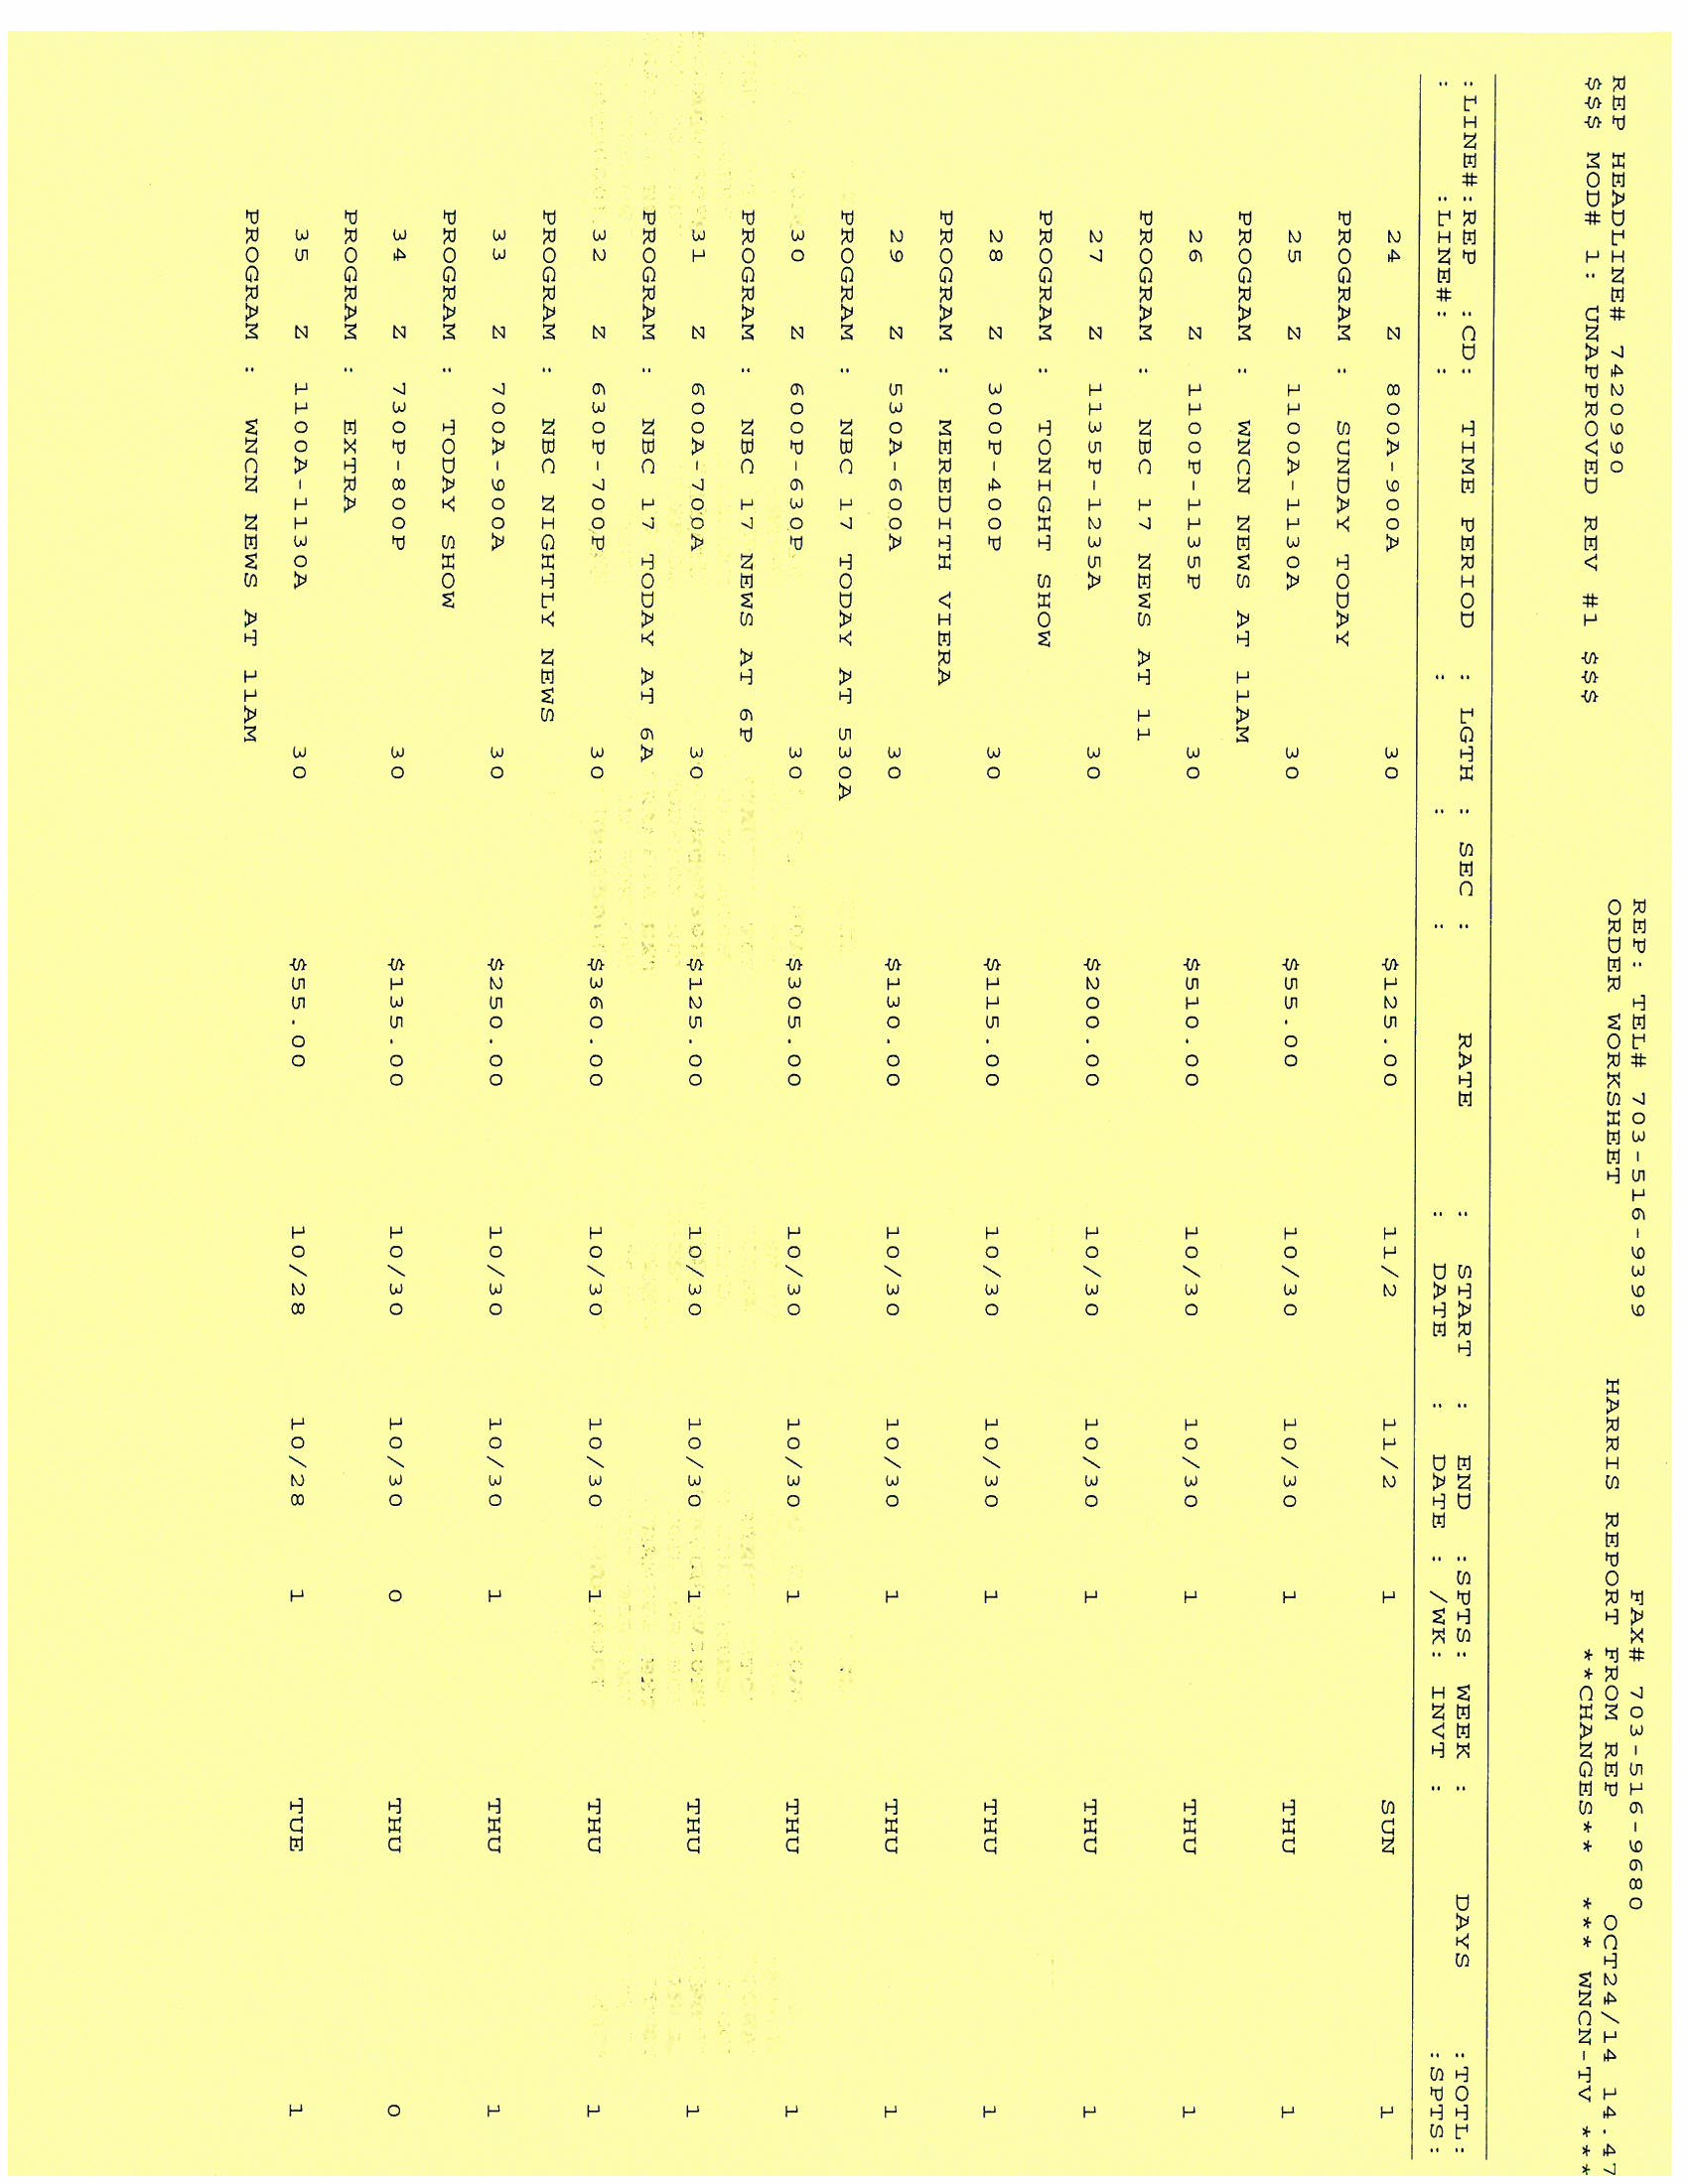 REP: TEL# 703-516-9399 FAX# 703-516-9680
REP HEADLINE# 7420990 ORDER WORKSHEET HARRIS REPORT FROM REP OCT24/14 14.47
$$$ MOD# 1: UNAPPROVED REV #1 $$$ **CHANGES** *** WNCN-TV ***
:LINE#:REP :CD: TIME PERIOD : LGTH : SEC : RATE : START : END :SPTS: WEEK : DAYS :TOTL:
: :LINE#: : : : : DATE : DATE : /WK: INVT : :SPTS:
24 Z 800A-900A 30 $125.00 11/2 11/2 1 SUN 1
PROGRAM : SUNDAY TODAY
25 Z 1100A-1130A 30 $55.00 10/30 10/30 1 THU 1
PROGRAM : WNCN NEWS AT 11AM
26 Z 1100P-1135P 30 $510.00 10/30 10/30 1 THU 1
PROGRAM : NBC 17 NEWS AT 11
27 Z 1135P-1235A 30 $200.00 10/30 10/30 1 THU 1
PROGRAM : TONIGHT SHOW
28 Z 300P-400P 30 $115.00 10/30 10/30 1 THU 1
PROGRAM : MEREDITH VIERA
29 Z 530A-600A 30 $130.00 10/30 10/30 1 THU 1
PROGRAM : NBC 17 TODAY AT 530A
30 Z 600P-630P 30 $305.00 10/30 10/30 1 THU 1
PROGRAM : NBC 17 NEWS AT 6P
31 Z 600A-700A 30 $125.00 10/30 10/30 1 THU 1
PROGRAM : NBC 17 TODAY AT 6A
32 Z 630P-700P 30 $360.00 10/30 10/30 1 THU 1
PROGRAM : NBC NIGHTLY NEWS
33 Z 700A-900A 30 $250.00 10/30 10/30 1 THU 1
PROGRAM : TODAY SHOW
34 Z 730P-800P 30 $135.00 10/30 10/30 0 THU 0
PROGRAM : EXTRA
35 Z 1100A-1130A 30 $55.00 10/28 10/28 1 TUE 1
PROGRAM : WNCN NEWS AT 11AM